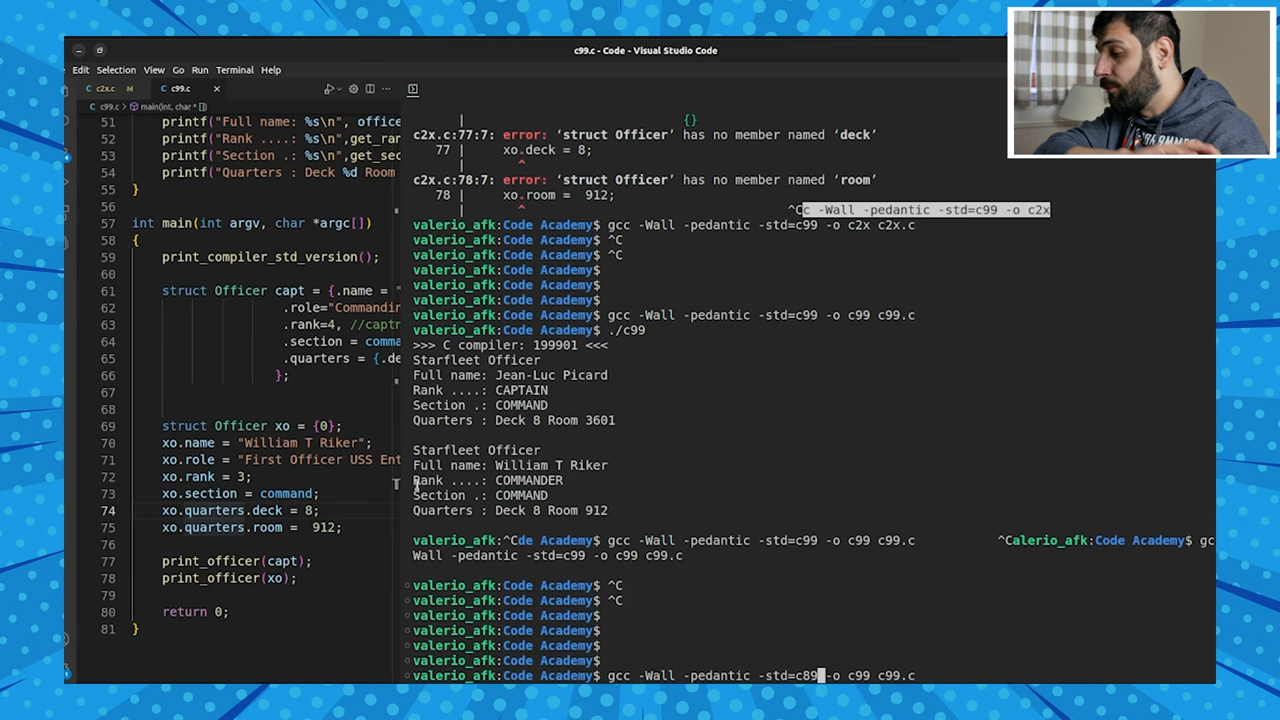 c99.c - Code - Visual Studio Code
Edit Selection View Go Run Terminal Help
c2x.c M c99.c
c99.c > main(int, char * [])
51 printf("Full name: %s\n", office
52 printf("Rank ....: %s\n",get_ran
53 printf("Section .: %s\n",get_sec
54 printf("Quarters : Deck %d Room
55 }
56
57 int main(int argv, char *argx[])
58 {
59 print_compiler_std_version();
60
61 struct Officer capt = {.name = "
62 .role="Commandin
63 .rank=4, //captn
64 .section = comma
65 .quarters = {.de
66 };
67
68
69 struct Officer xo = {0};
70 xo.name = "William T Riker";
71 xo.role = "First Officer USS Ent
72 xo.rank = 3;
73 xo.section = command;
74 xo.quarters.deck = 8;
75 xo.quarters.room = 912;
76
77 print_officer(capt);
78 print_officer(xo);
79
80 return 0;
81 }
| {}
c2x.c:77:7: error: ‘struct Officer’ has no member named ‘deck’
77 | xo.deck = 8;
| ^
c2x.c:78:7: error: ‘struct Officer’ has no member named ‘room’
78 | xo.room = 912;
| ^ ^Cc -Wall -pedantic -std=c99 -o c2x
valerio_afk:Code Academy$ gcc -Wall -pedantic -std=c99 -o c2x c2x.c
valerio_afk:Code Academy$ ^C
valerio_afk:Code Academy$ ^C
valerio_afk:Code Academy$
valerio_afk:Code Academy$
valerio_afk:Code Academy$
valerio_afk:Code Academy$ gcc -Wall -pedantic -std=c99 -o c99 c99.c
valerio_afk:Code Academy$ ./c99
>>> C compiler: 199901 <<<
Starfleet Officer
Full name: Jean-Luc Picard
Rank ....: CAPTAIN
Section .: COMMAND
Quarters : Deck 8 Room 3601
Starfleet Officer
Full name: William T Riker
Rank ....: COMMANDER
Section .: COMMAND
Quarters : Deck 8 Room 912
valerio_afk:^Cde Academy$ gcc -Wall -pedantic -std=c99 -o c99 c99.c ^Calerio_afk:Code Academy$ gc
Wall -pedantic -std=c99 -o c99 c99.c
valerio_afk:Code Academy$ ^C
valerio_afk:Code Academy$ ^C
valerio_afk:Code Academy$
valerio_afk:Code Academy$
valerio_afk:Code Academy$
valerio_afk:Code Academy$
valerio_afk:Code Academy$ gcc -Wall -pedantic -std=c89 -o c99 c99.c